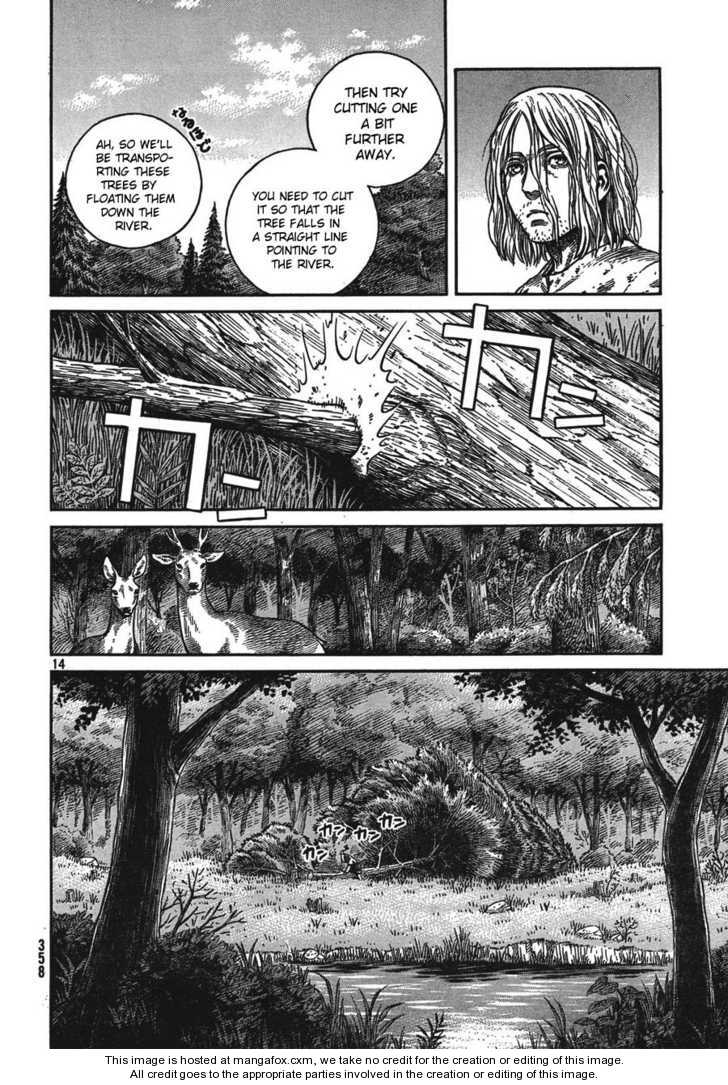 THEN TRY
CUTTING ONE
A BIT
FURTHER
AWAY.
YOU NEED TO CUT
IT SO THAT THE
TREE FALLS IN
A STRAIGHT LINE
POINTING TO
THE RIVER.
AH, SO WE'LL
BE TRANSPO-
RTING THESE
TREES BY
FLOATING THEM
DOWN THE
RIVER.
カン
カン
14
カン
カン
カン
カン
358
This image is hosted at mangafox.cxm, we take no credit for the creation or editing of this image.
All credit goes to the appropriate parties involved in the creation or editing of this image.